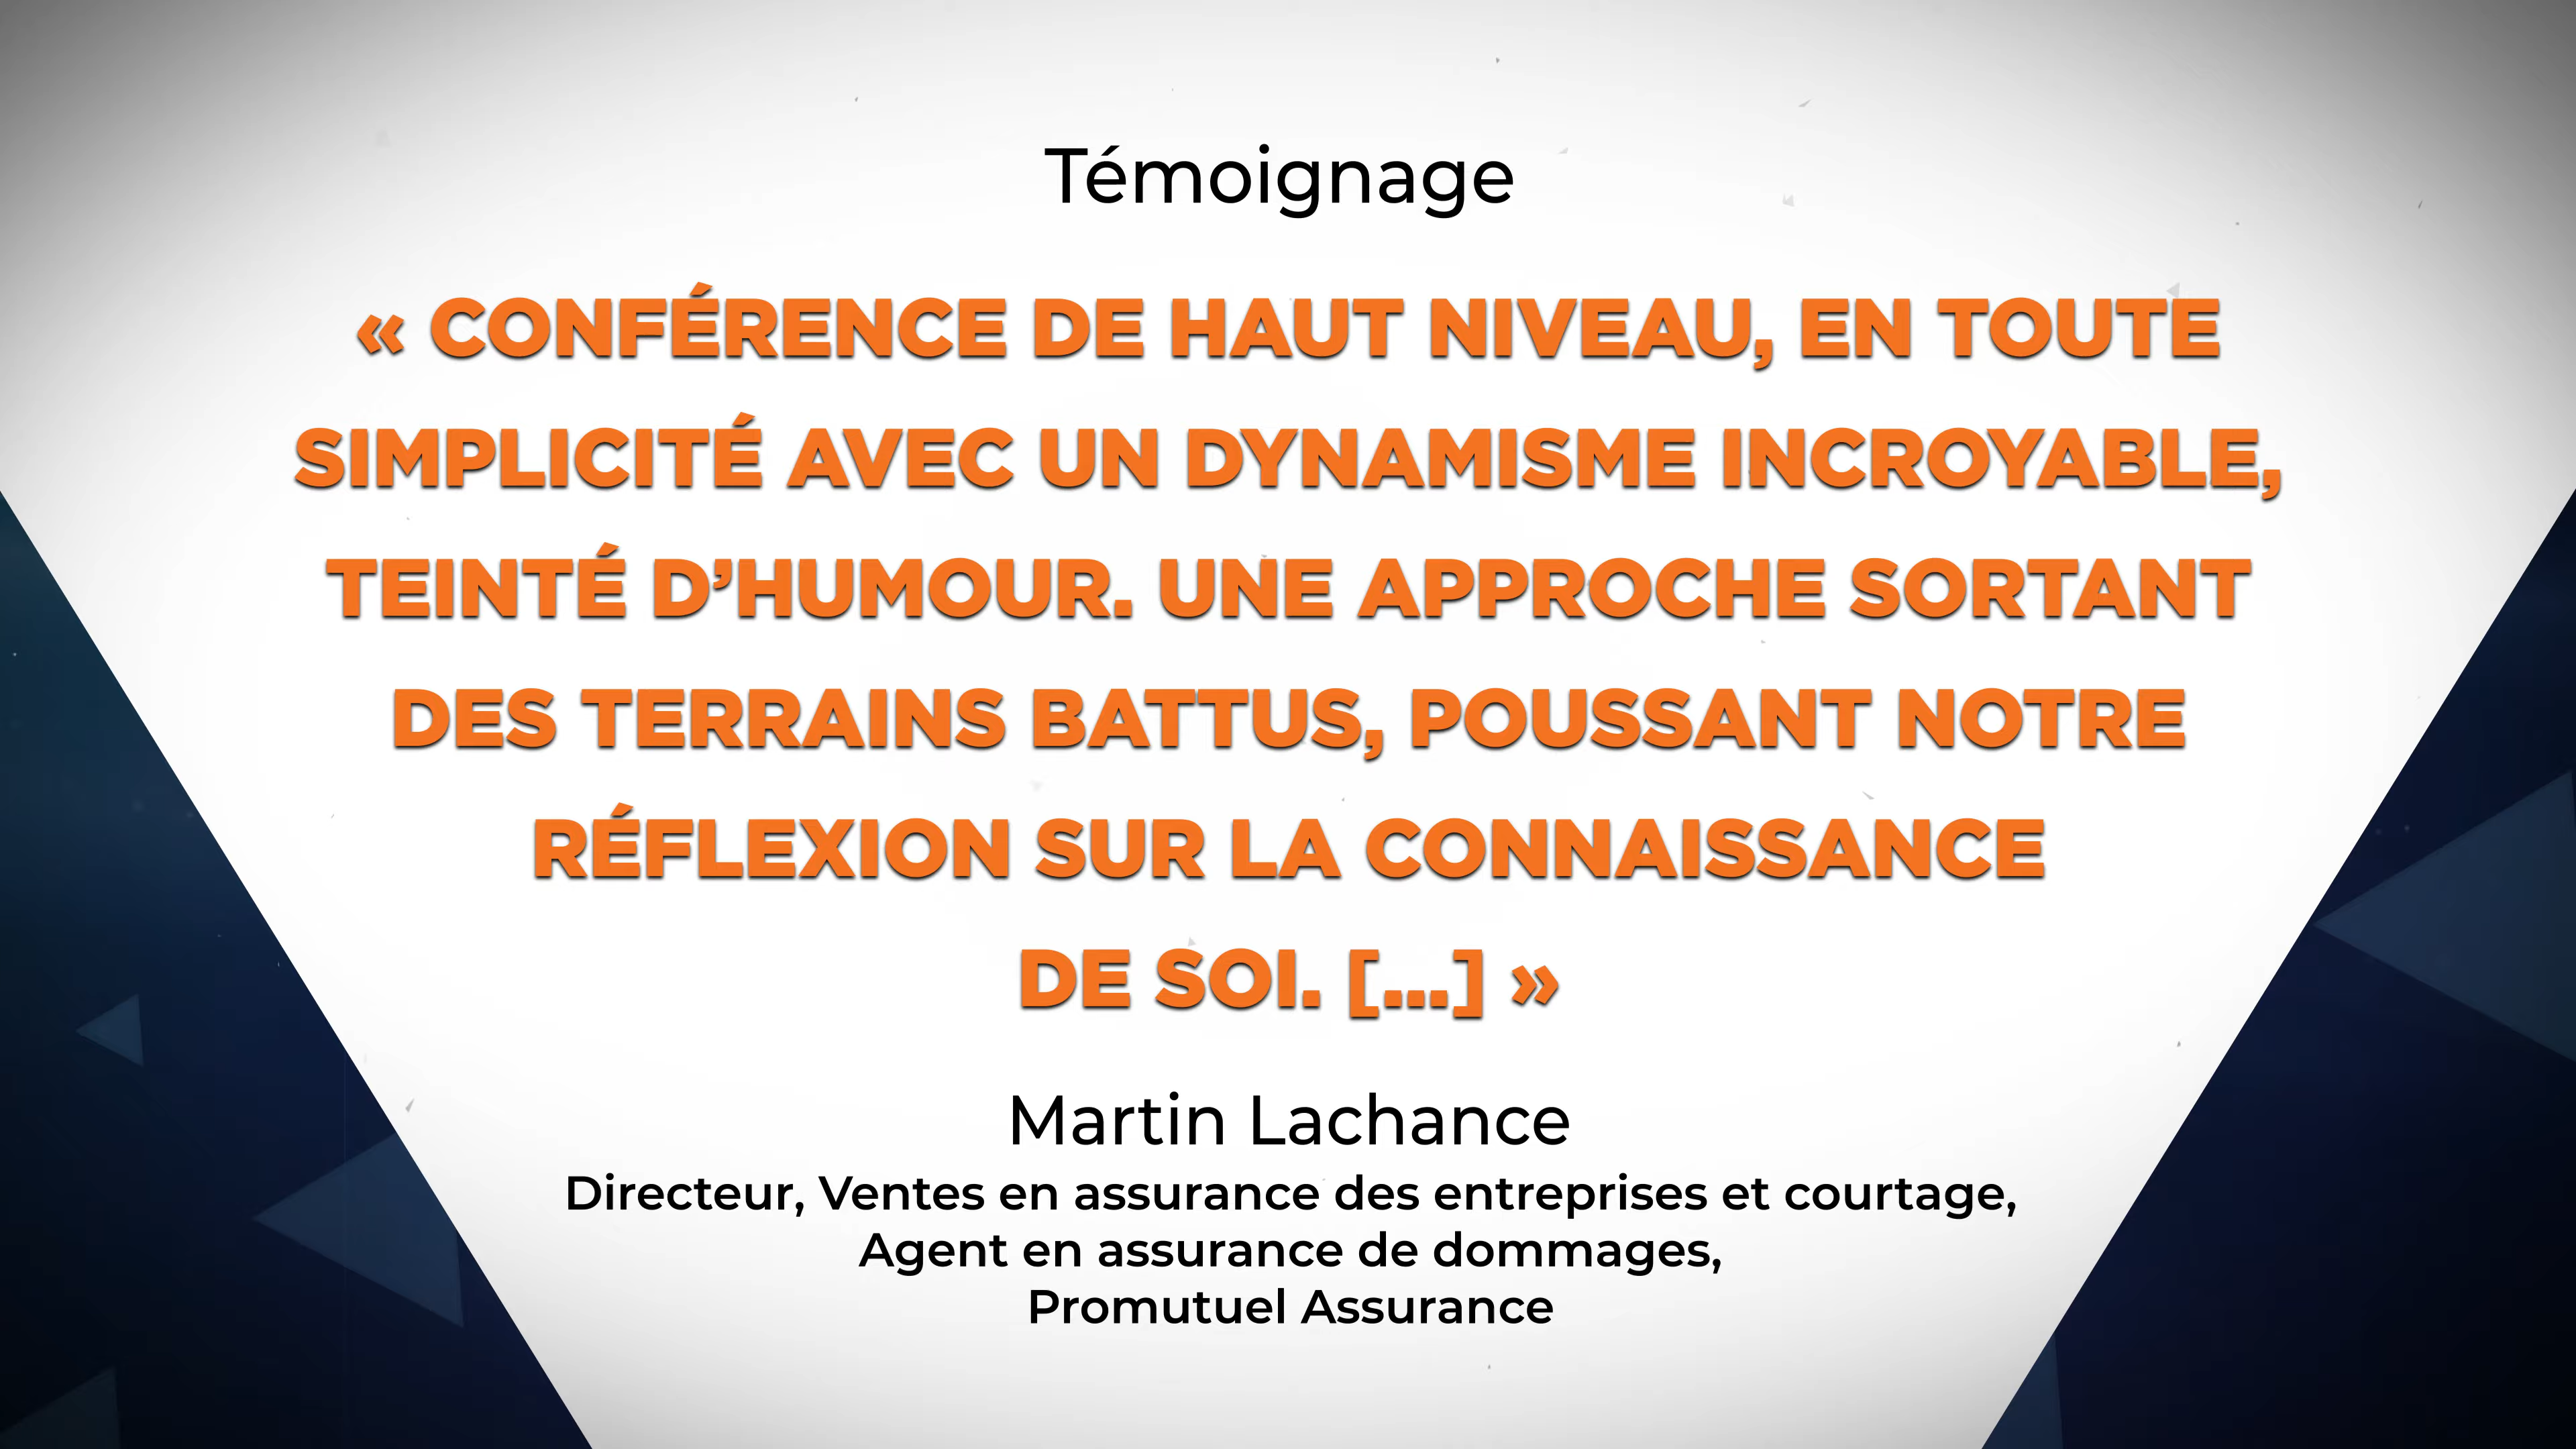 Témoignage
« CONFÉRENCE DE HAUT NIVEAU, EN TOUTE
SIMPLICITÉ AVEC UN DYNAMISME INCROYABLE,
TEINTÉ D’HUMOUR. UNE APPROCHE SORTANT
DES TERRAINS BATTUS, POUSSANT NOTRE
RÉFLEXION SUR LA CONNAISSANCE
DE SOI. [...] »
Martin Lachance
Directeur, Ventes en assurance des entreprises et courtage,
Agent en assurance de dommages,
Promutuel Assurance